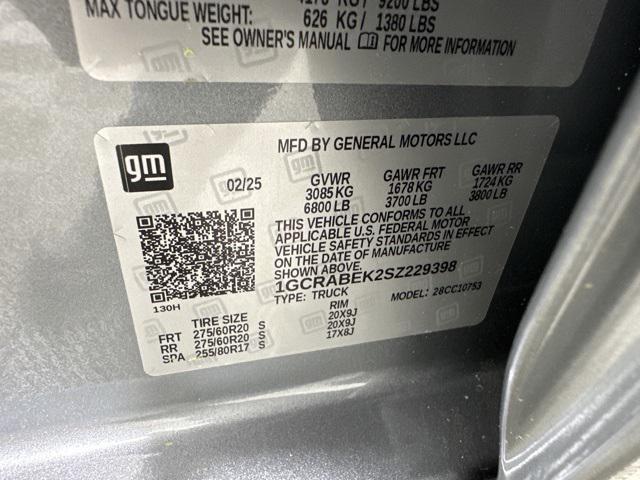 MAX TONGUE WEIGHT: 626 KG/ 1380 LBS
9200 LBS
SEE OWNER'S MANUAL FOR MORE INFORMATION
gm
MFD BY GENERAL MOTORS LLC
02/25
GVWR GAWR FRT GAWR RR
3085 KG 1678 KG 1724 KG
6800 LB 3700 LB 3800 LB
THIS VEHICLE CONFORMS TO ALL
APPLICABLE U.S. FEDERAL MOTOR
VEHICLE SAFETY STANDARDS IN EFFECT
ON THE DATE OF MANUFACTURE
SHOWN ABOVE.
1GCRABEK2SZ229398
TYPE: TRUCK MODEL: 28CC10753
130H
TIRE SIZE RIM
FRT 275/60R20 S 20X9J
RR 275/60R20 S 20X9J
SPA 255/80R17 S 17X8J